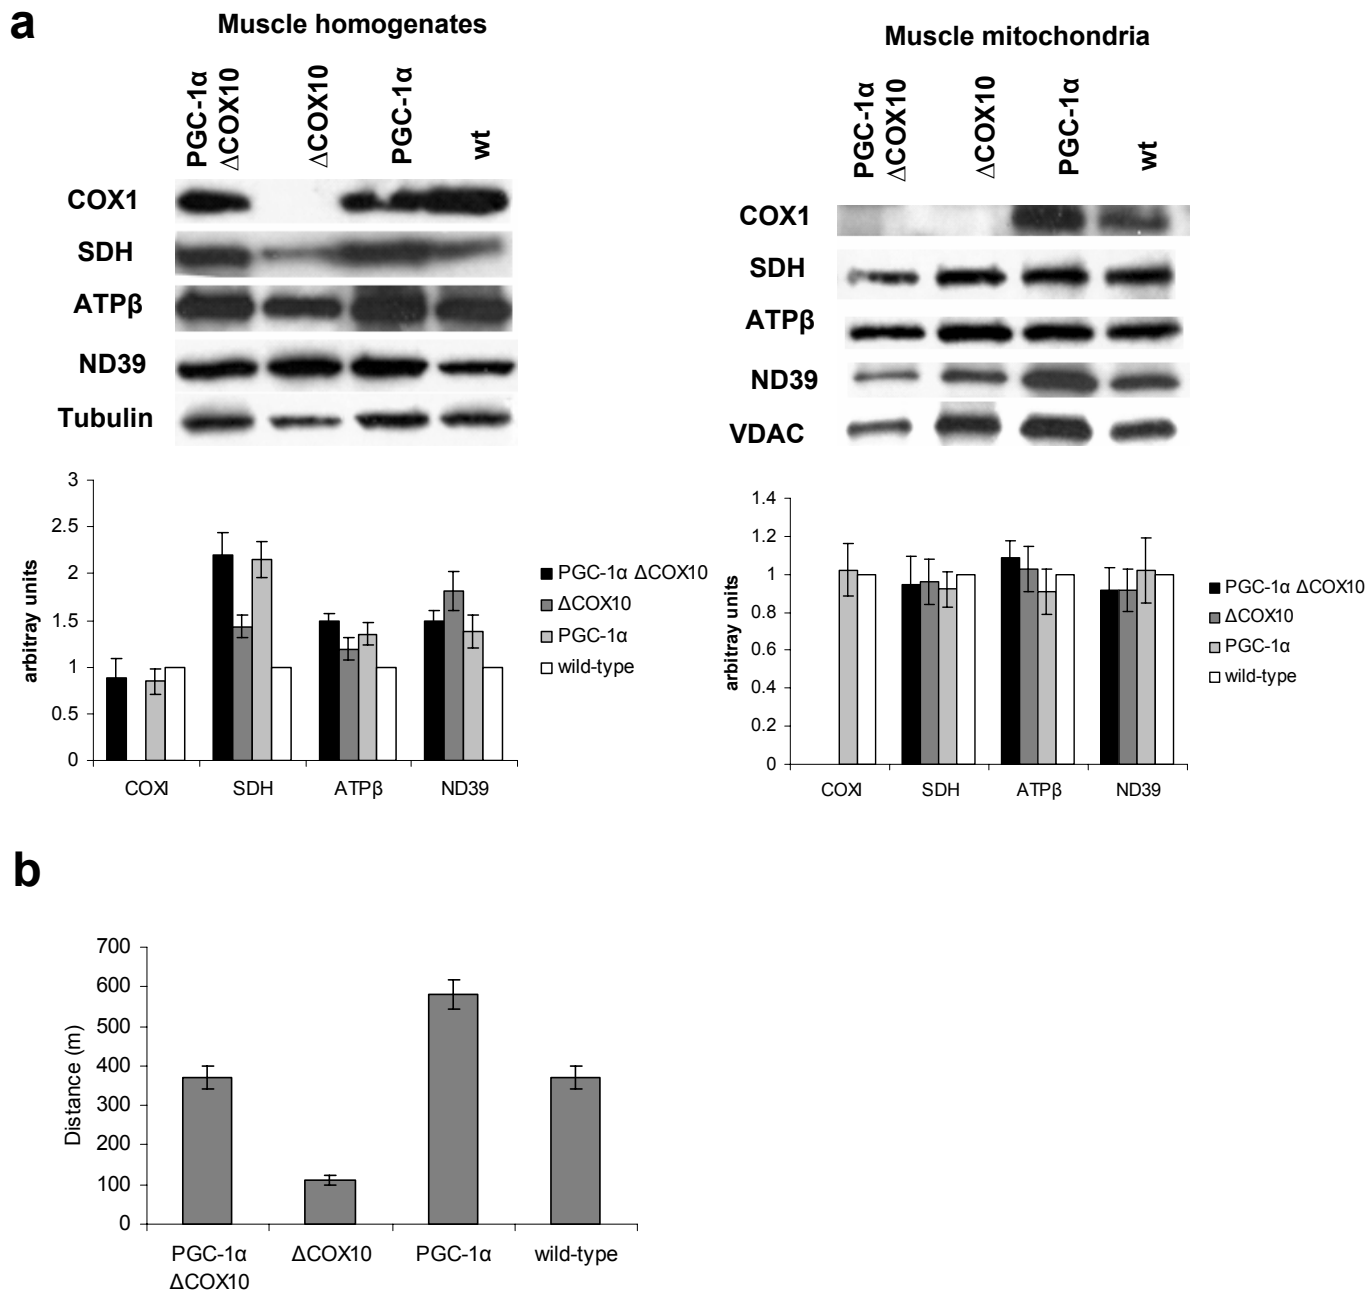 a
Muscle homogenates
PGC-1α
ΔCOX10
ΔCOX10
PGC-1α
wt
COX1
SDH
ATPβ
ND39
Tubulin
3
2.5
2
1.5
1
0.5
0
arbitray units
COXI
SDH
ATPβ
ND39
PGC-1α ΔCOX10
ΔCOX10
PGC-1α
wild-type
Muscle mitochondria
PGC-1α
ΔCOX10
ΔCOX10
PGC-1α
wt
COX1
SDH
ATPβ
ND39
VDAC
1.4
1.2
1
0.8
0.6
0.4
0.2
0
arbitray units
COXI
SDH
ATPβ
ND39
PGC-1α ΔCOX10
ΔCOX10
PGC-1α
wild-type
b
700
600
500
400
300
200
100
0
Distance (m)
PGC-1α
ΔCOX10
ΔCOX10
PGC-1α
wild-type